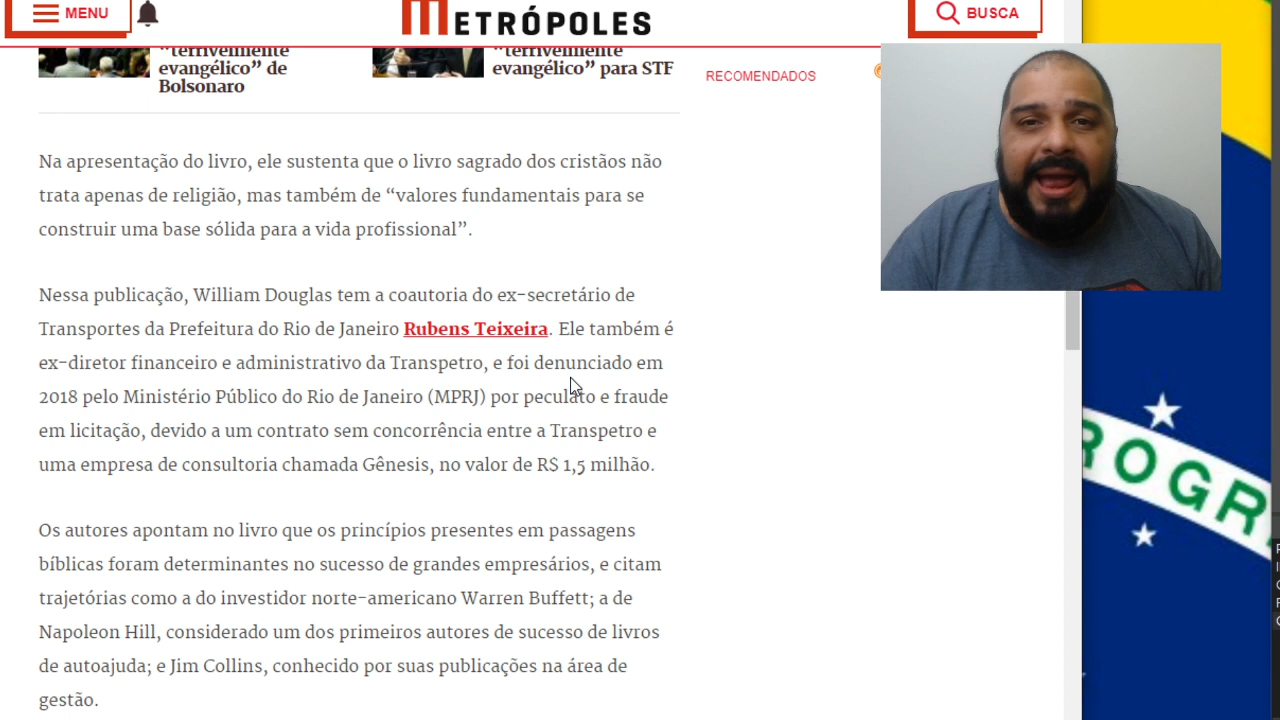 MENU
METRÓPOLES
BUSCA
“terrivelmente
evangélico” de
Bolsonaro
“terrivelmente
evangélico” para STF
RECOMENDADOS
Na apresentação do livro, ele sustenta que o livro sagrado dos cristãos não
trata apenas de religião, mas também de “valores fundamentais para se
construir uma base sólida para a vida profissional”.
Nessa publicação, William Douglas tem a coautoria do ex-secretário de
Transportes da Prefeitura do Rio de Janeiro Rubens Teixeira. Ele também é
ex-diretor financeiro e administrativo da Transpetro, e foi denunciado em
2018 pelo Ministério Público do Rio de Janeiro (MPRJ) por peculato e fraude
em licitação, devido a um contrato sem concorrência entre a Transpetro e
uma empresa de consultoria chamada Gênesis, no valor de R$ 1,5 milhão.
Os autores apontam no livro que os princípios presentes em passagens
bíblicas foram determinantes no sucesso de grandes empresários, e citam
trajetórias como a do investidor norte-americano Warren Buffett; a de
Napoleon Hill, considerado um dos primeiros autores de sucesso de livros
de autoajuda; e Jim Collins, conhecido por suas publicações na área de
gestão.
ROGR